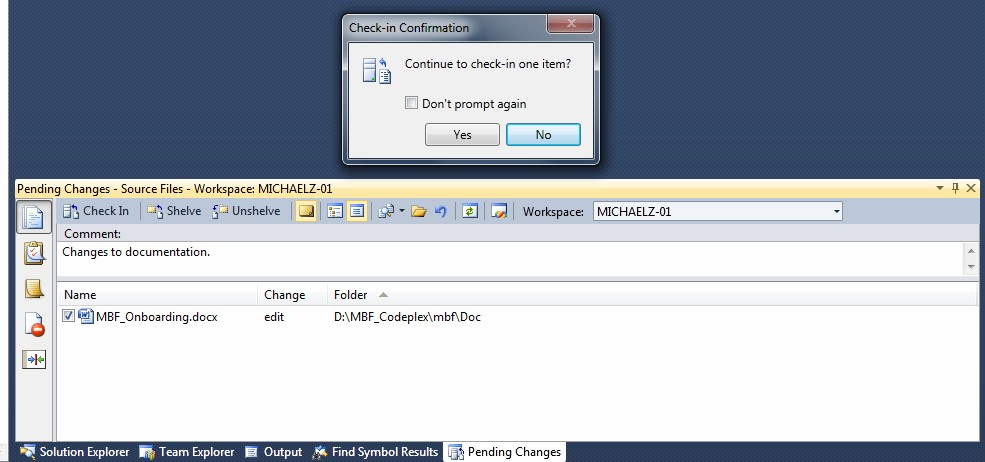 Check-in Confirmation
Continue to check-in one item?
Don't prompt again
Yes No
Pending Changes - Source Files - Workspace: MICHAELZ-01
Check In Shelve Unshelve Workspace: MICHAELZ-01
Comment:
Changes to documentation.
Name Change Folder
MBF_Onboarding.docx edit D:\MBF_Codeplex\mbf\Doc
Solution Explorer Team Explorer Output Find Symbol Results Pending Changes